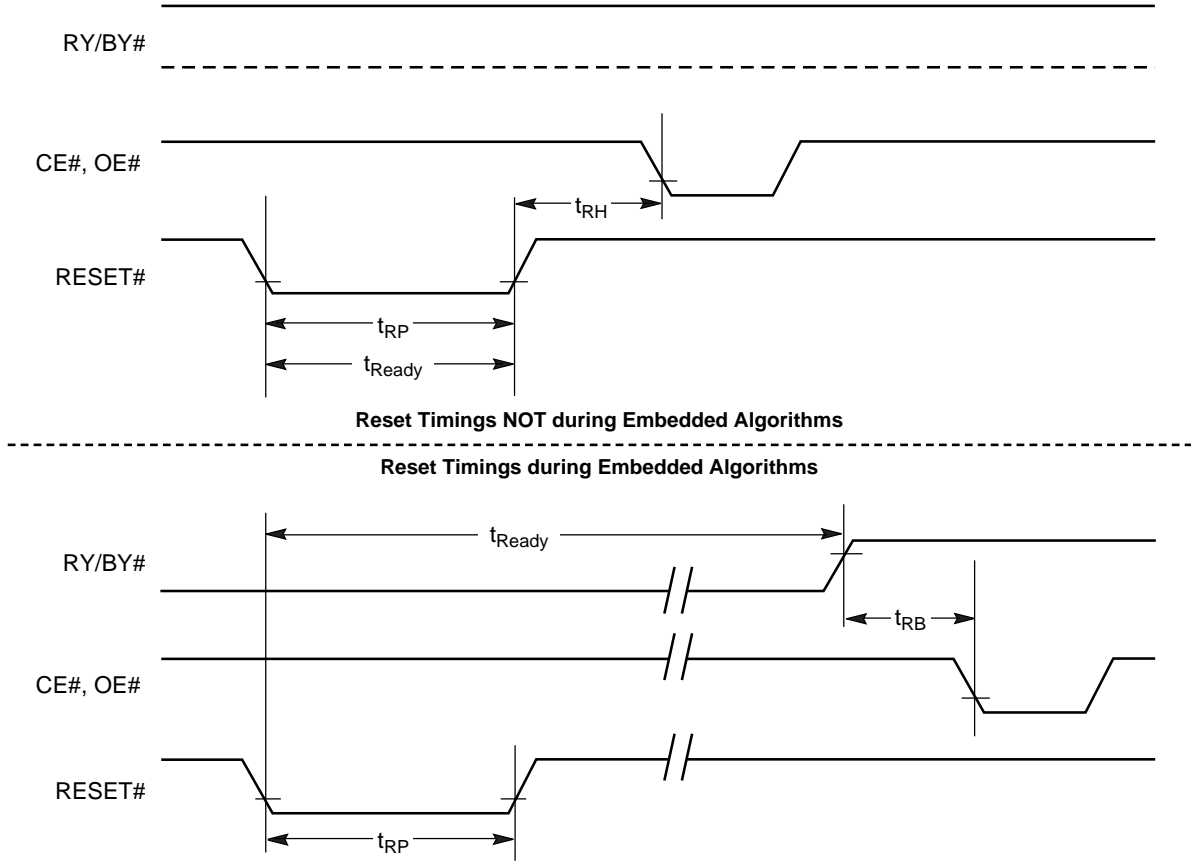 RY/BY#
CE#, OE#
tRH
RESET#
tRP
tReady
Reset Timings NOT during Embedded Algorithms
Reset Timings during Embedded Algorithms
tReady
RY/BY#
tRB
CE#, OE#
RESET#
tRP